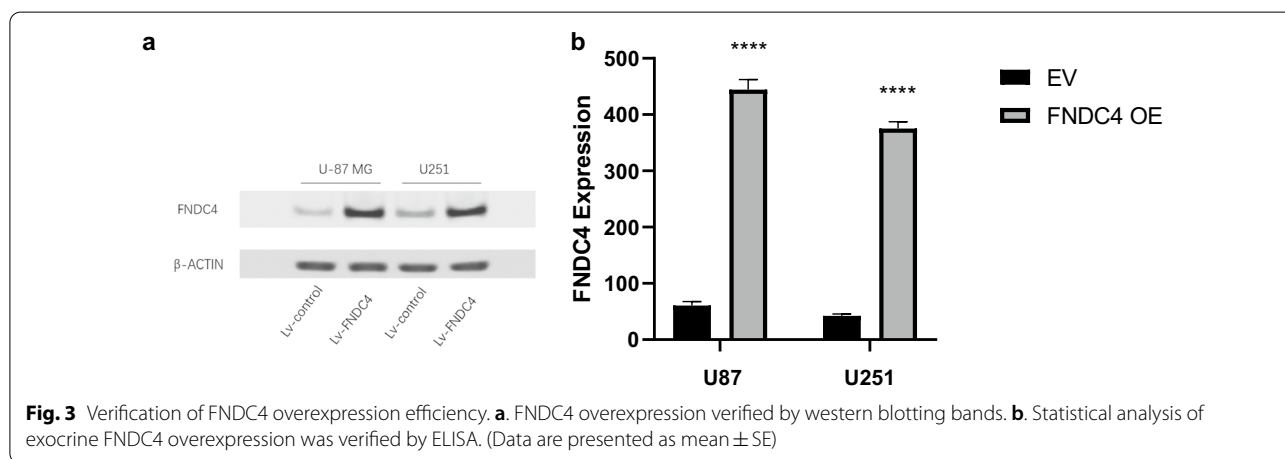 a
U-87 MG U251
FNDC4
β-ACTIN
Lv-control Lv-FNDC4 Lv-control Lv-FNDC4
b
FNDC4 Expression
500
400
300
200
100
0
****
****
U87 U251
EV
FNDC4 OE
Fig. 3 Verification of FNDC4 overexpression efficiency. a. FNDC4 overexpression verified by western blotting bands. b. Statistical analysis of
exocrine FNDC4 overexpression was verified by ELISA. (Data are presented as mean ± SE)